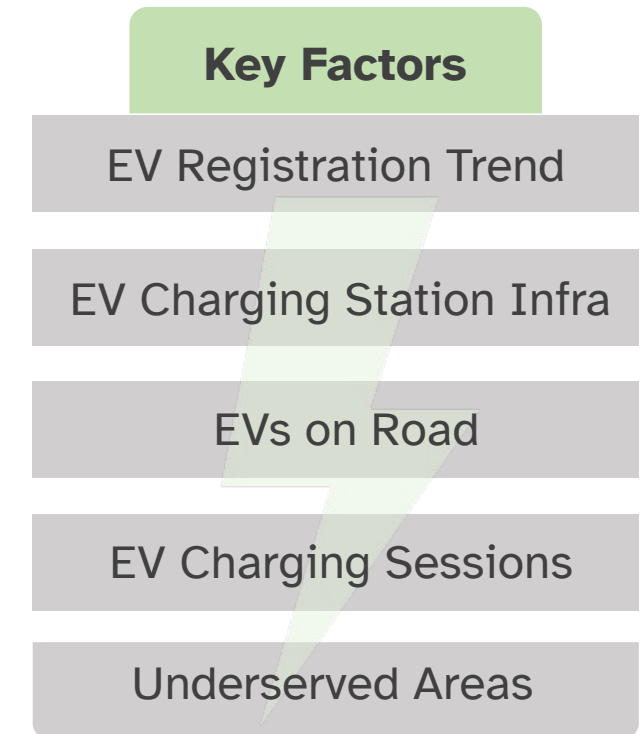 Key Factors
EV Registration Trend
EV Charging Station Infra
EVs on Road
EV Charging Sessions
Underserved Areas